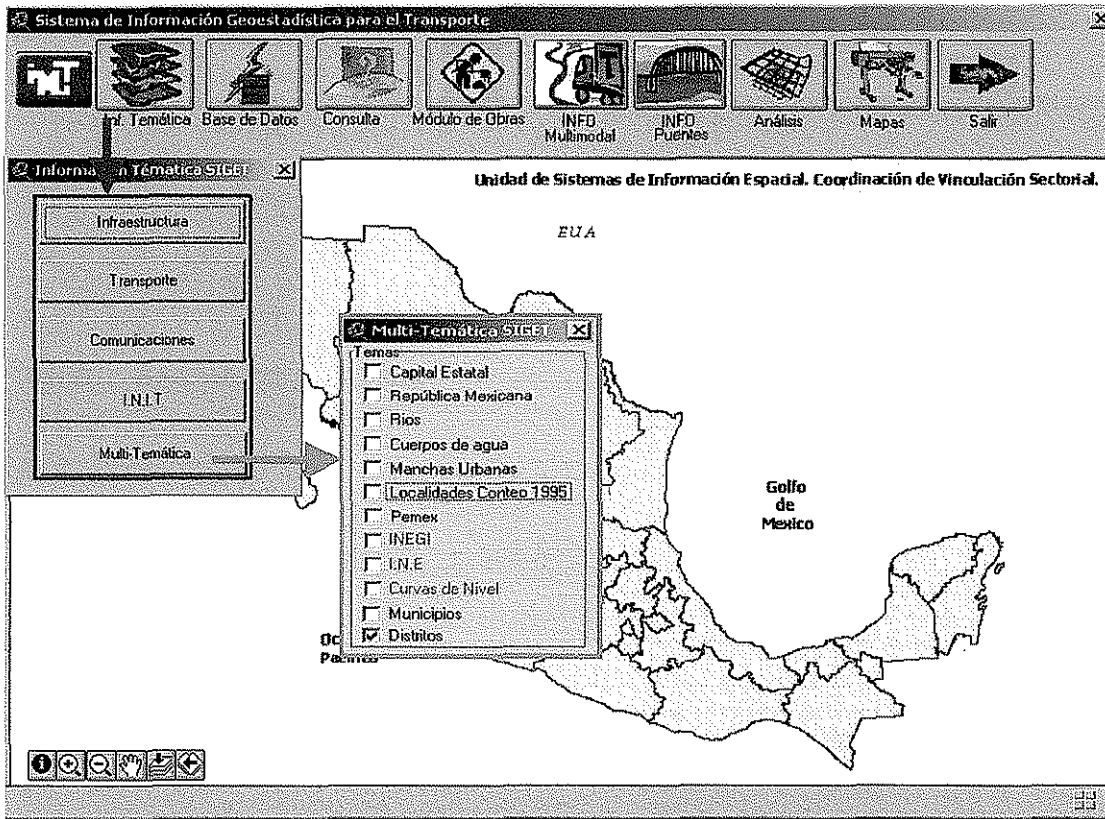 Sistema de Información Geoestadística para el Transporte
Inf. Temática
Base de Datos
Consulta
Módulo de Obras
INFO
Multimodal
INFO
Puentes
Análisis
Mapas
Salir
Información Temática SIGET
Infraestructura
Transporte
Comunicaciones
I.N.I.T
Multi-Temática
Unidad de Sistemas de Información Espacial. Coordinación de Vinculación Sectorial.
EUA
Multi-Temática SIGET
Temas
Capital Estatal
República Mexicana
Rios
Cuerpos de agua
Manchas Urbanas
Localidades Conteo 1995
Pemex
INEGI
I.N.E
Curvas de Nivel
Municipios
Distritos
Golfo
de
Mexico